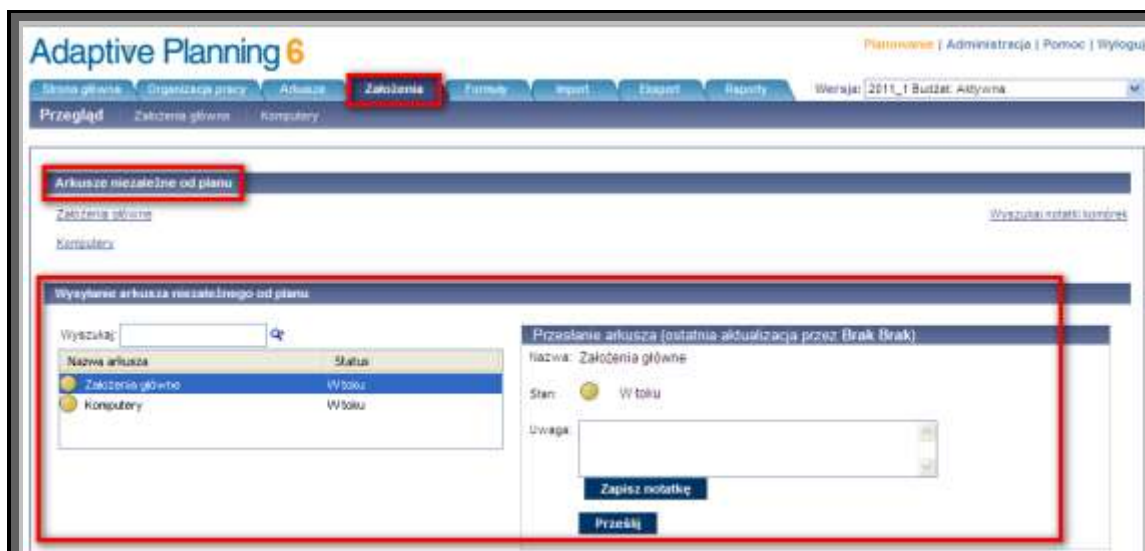 Adaptive Planning 6
Planowanie | Administracja | Pomoc | Wyloguj
Strona główna Organizacja pracy Arkusze Założenia Formuły Import Eksport Raporty Wersja: 2011_1 Budżet: Aktywna
Przegląd Założenia główne Komputery
Arkusze niezależne od planu
Założenia główne Wyszukaj notatki komórek
Komputery
Wysyłanie arkusza niezależnego od planu
Wyszukaj: Przesłanie arkusza (ostatnia aktualizacja przez Brak Brak)
Nazwa arkusza Status Nazwa: Założenia główne
Założenia główne W toku
Stan: W toku
Komputery W toku
Uwaga:
Zapisz notatkę
Prześlij